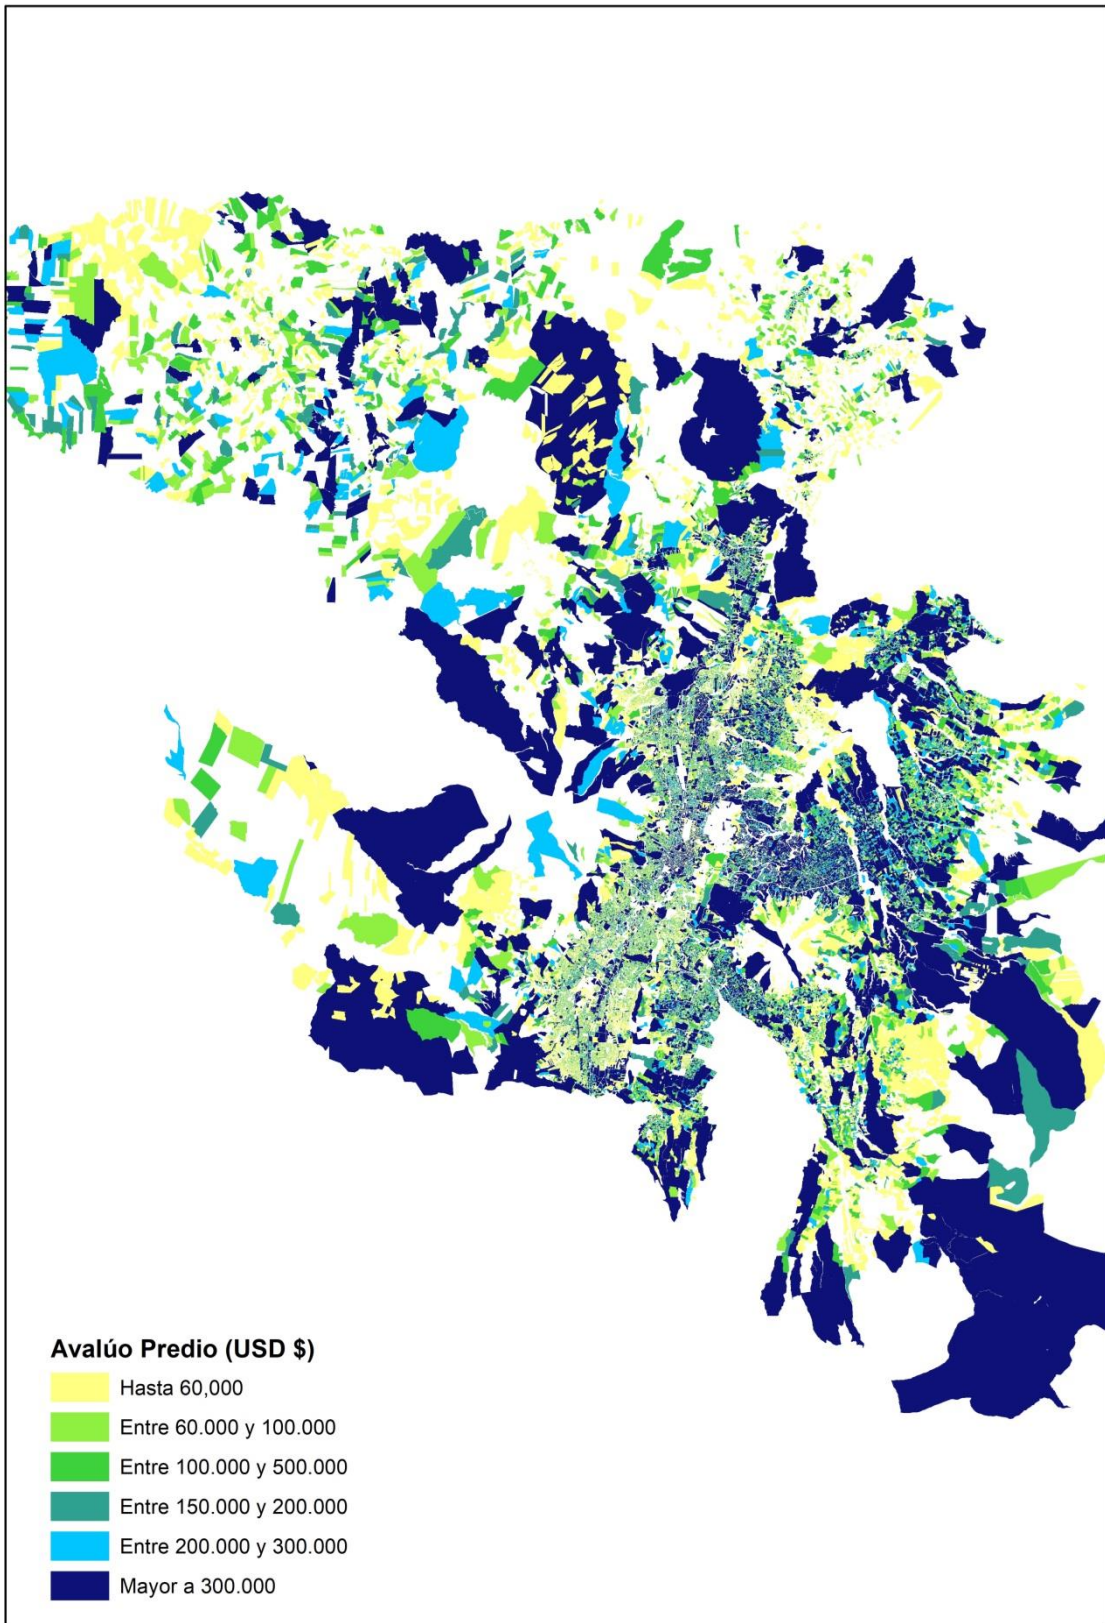 Avalúo Predio (USD $)
Hasta 60,000
Entre 60.000 y 100.000
Entre 100.000 y 500.000
Entre 150.000 y 200.000
Entre 200.000 y 300.000
Mayor a 300.000